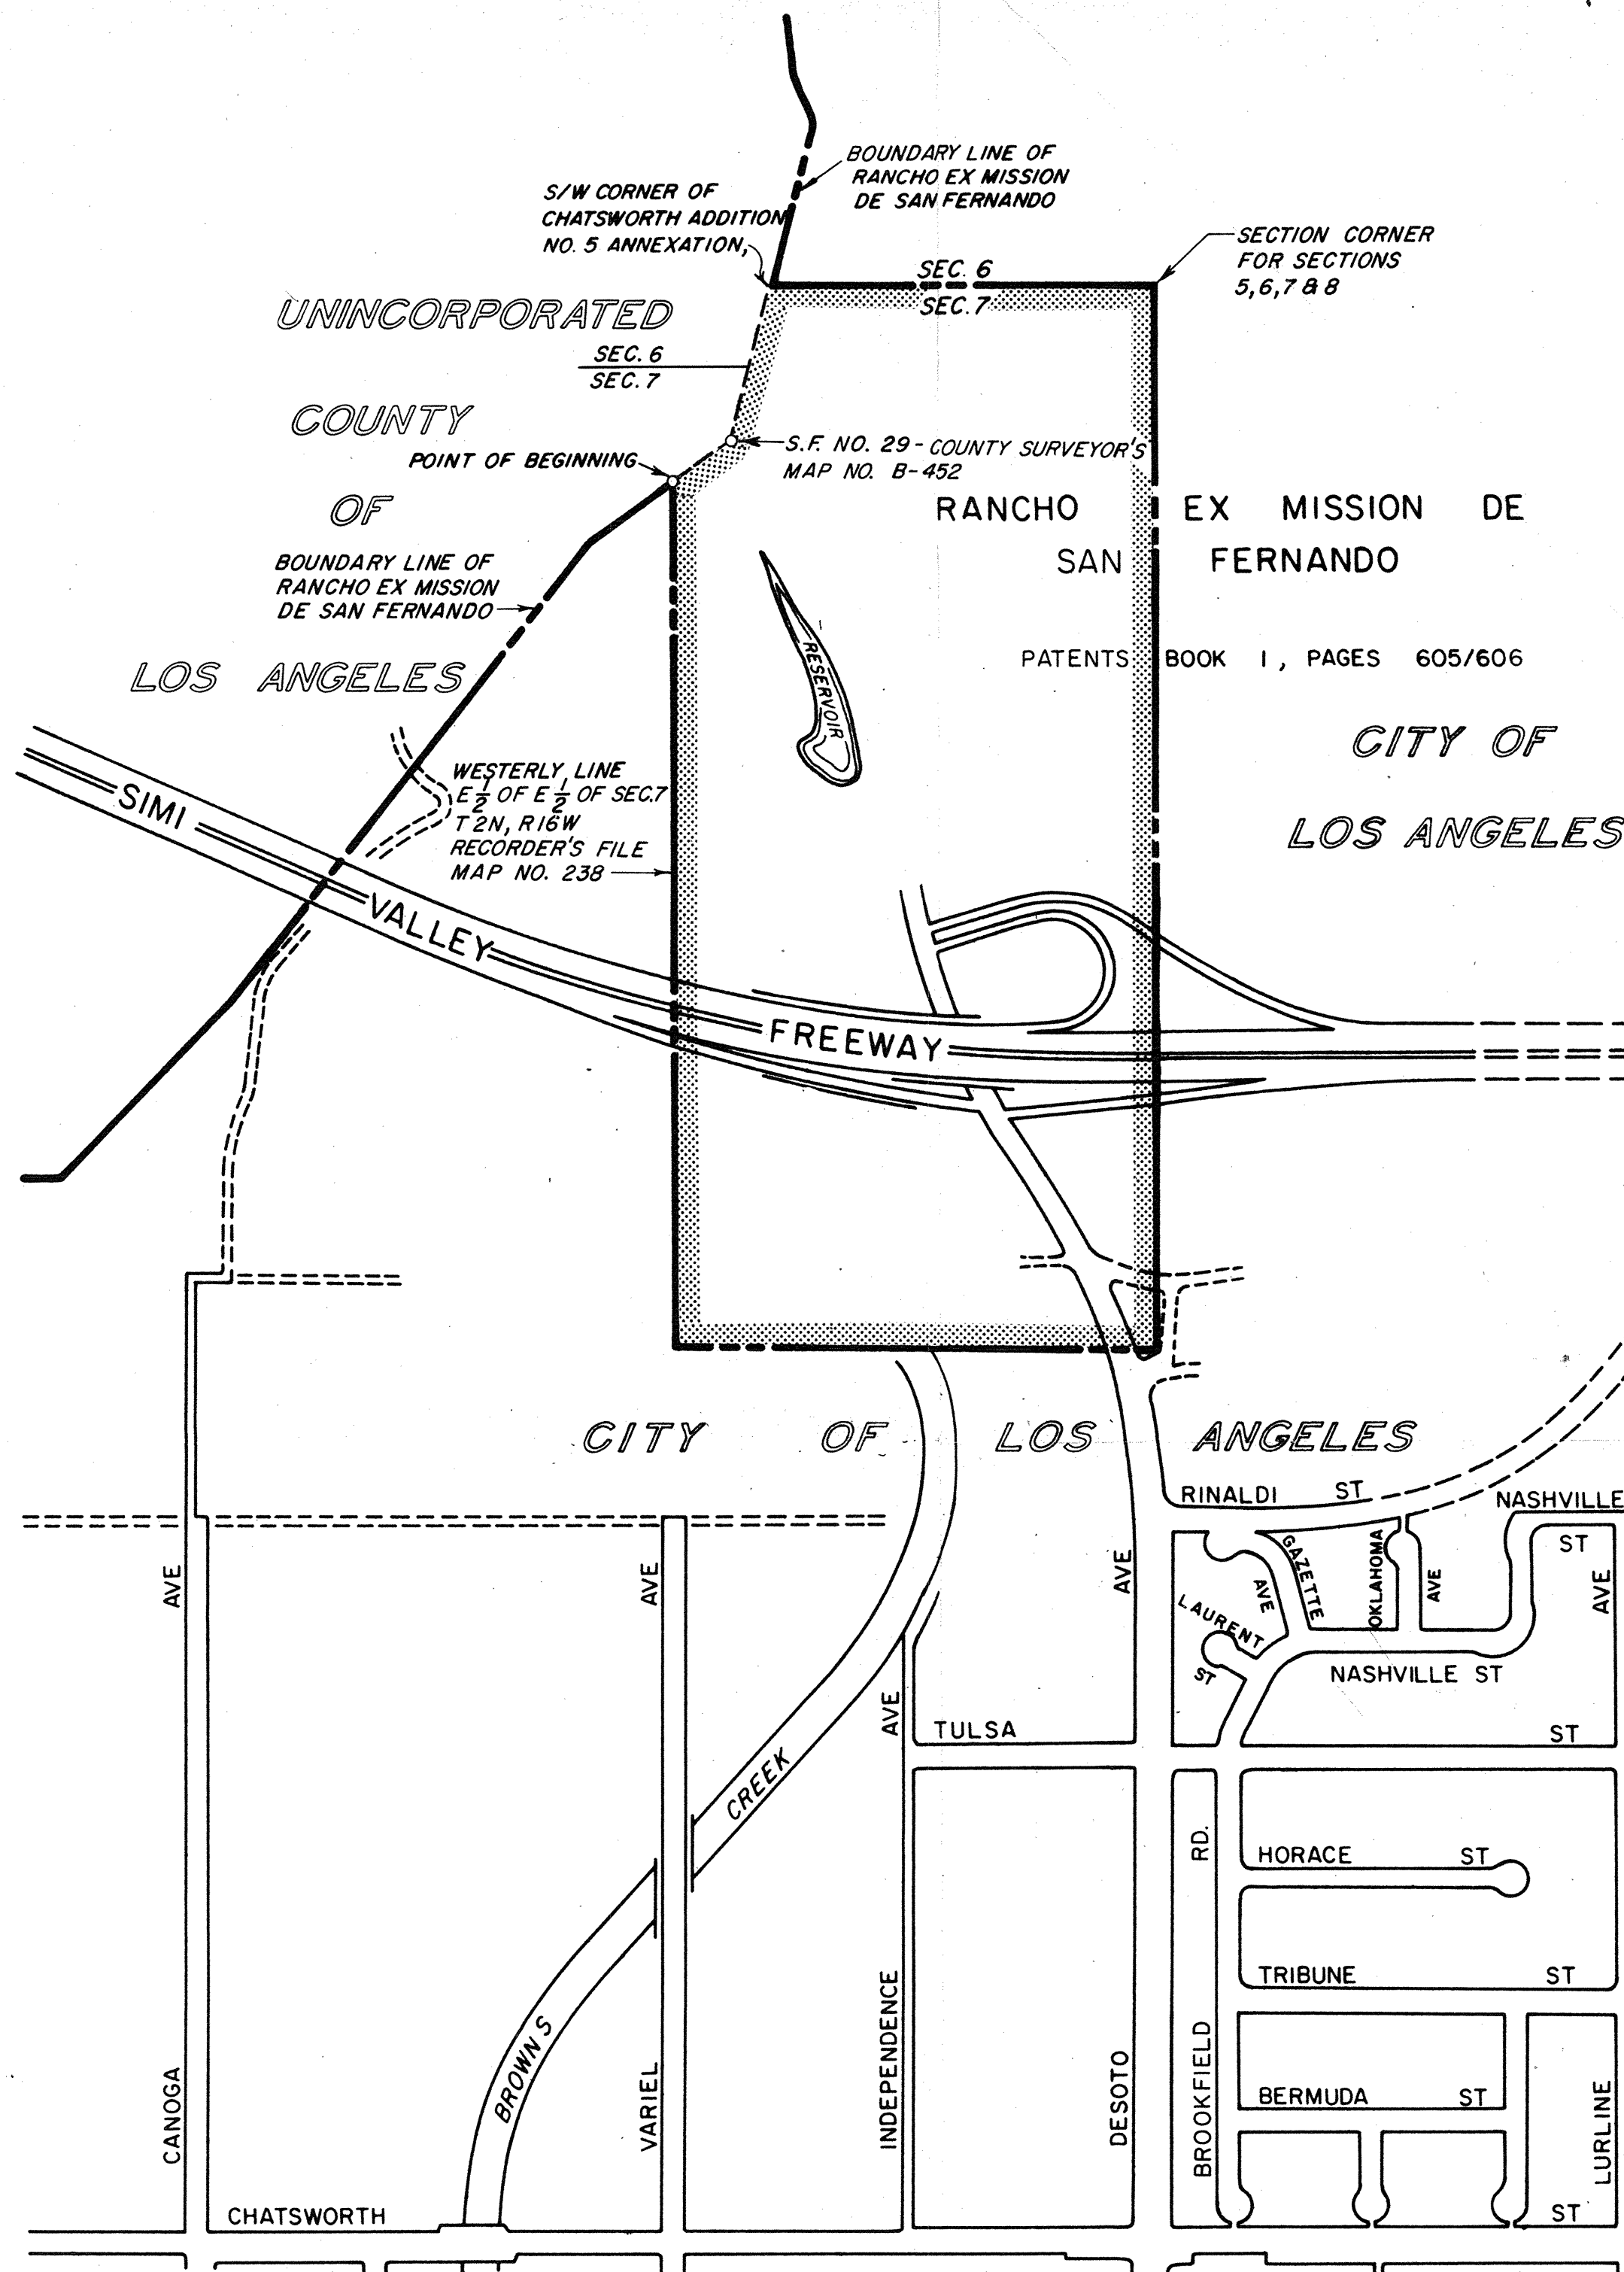 BOUNDARY LINE OF
RANCHO EX MISSION
DE SAN FERNANDO
S/W CORNER OF
CHATSWORTH ADDITION
NO. 5 ANNEXATION,
SECTION CORNER
FOR SECTIONS
5, 6, 7 & 8
SEC. 6
SEC. 7
UNINCORPORATED
SEC. 6
SEC. 7
COUNTY
S.F. NO. 29 - COUNTY SURVEYOR'S
MAP NO. B-452
POINT OF BEGINNING
OF
RANCHO EX MISSION DE
SAN FERNANDO
BOUNDARY LINE OF
RANCHO EX MISSION
DE SAN FERNANDO
RESERVOIR
PATENTS BOOK 1, PAGES 605/606
LOS ANGELES
CITY OF
LOS ANGELES
WESTERLY LINE
E 1/2 OF E 1/2 OF SEC.7
T 2N, R16W
RECORDER'S FILE
MAP NO. 238
SIMI
VALLEY
FREEWAY
CITY OF LOS ANGELES
RINALDI ST
NASHVILLE
ST
AVE
AVE
AVE
GAZETTE
AVE
OKLAHOMA
AVE
AVE
LAURENT
ST
NASHVILLE ST
AVE
TULSA
ST
CREEK
RD.
HORACE ST
TRIBUNE ST
BROWNS
BERMUDA ST
CANOGA
VARIEL
INDEPENDENCE
DESOTO
BROOKFIELD
LURLINE
CHATSWORTH
ST